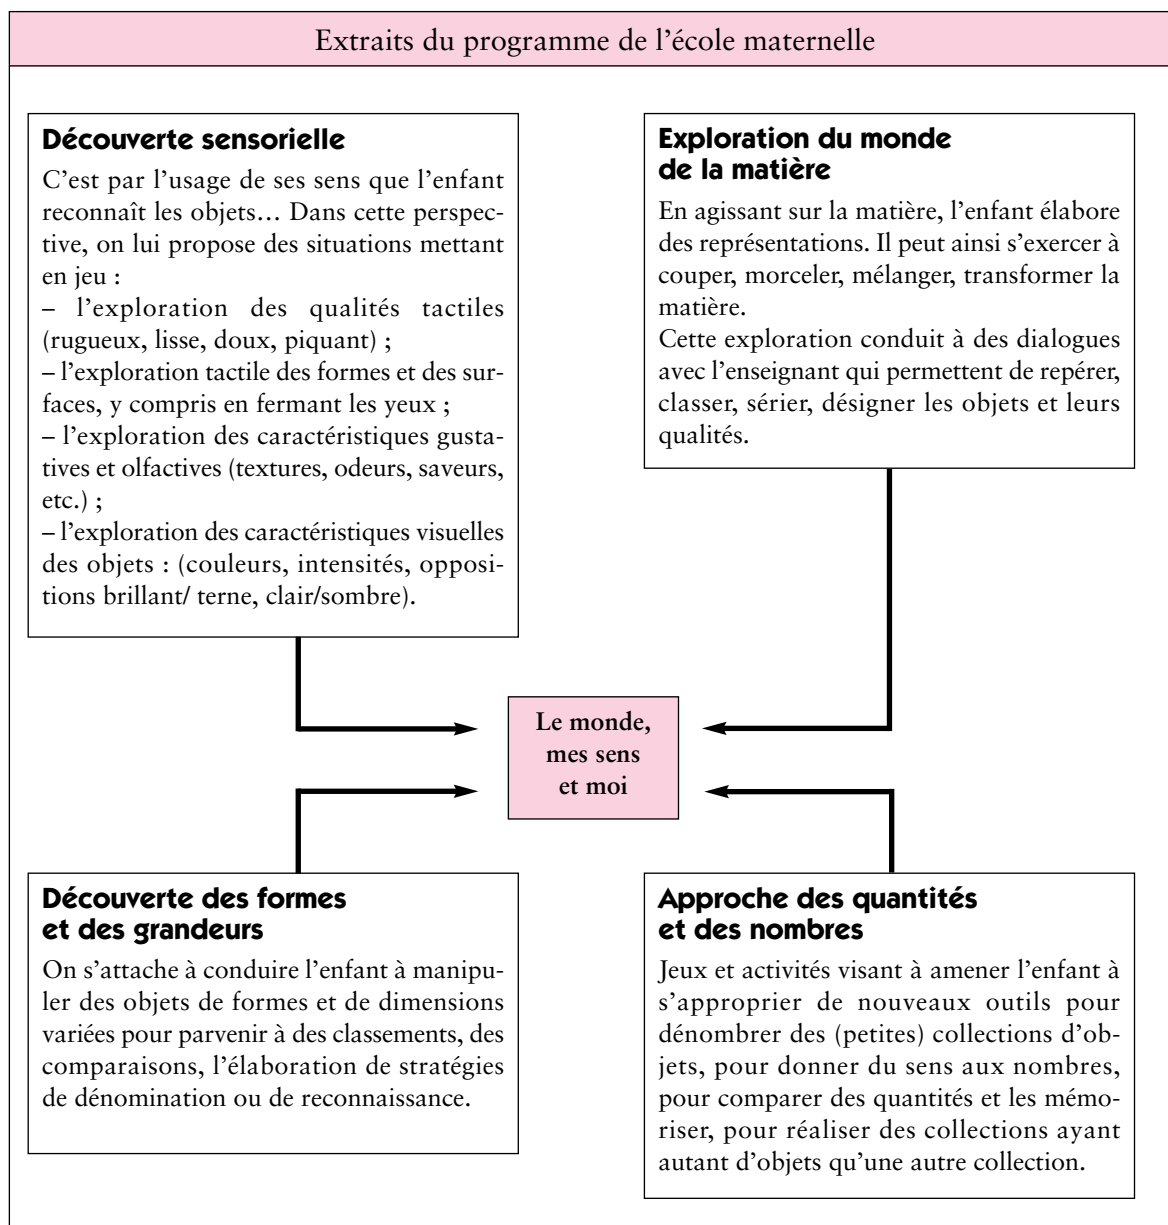 Extraits du programme de l'école maternelle
Découverte sensorielle
C'est par l'usage de ses sens que l'enfant
reconnaît les objets… Dans cette perspec-
tive, on lui propose des situations mettant
en jeu :
– l'exploration des qualités tactiles
(rugueux, lisse, doux, piquant) ;
– l'exploration tactile des formes et des sur-
faces, y compris en fermant les yeux ;
– l'exploration des caractéristiques gusta-
tives et olfactives (textures, odeurs, saveurs,
etc.) ;
– l'exploration des caractéristiques visuelles
des objets : (couleurs, intensités, opposi-
tions brillant/ terne, clair/sombre).
Exploration du monde
de la matière
En agissant sur la matière, l'enfant élabore
des représentations. Il peut ainsi s'exercer à
couper, morceler, mélanger, transformer la
matière.
Cette exploration conduit à des dialogues
avec l'enseignant qui permettent de repérer,
classer, sérier, désigner les objets et leurs
qualités.
Le monde,
mes sens
et moi
Découverte des formes
et des grandeurs
On s'attache à conduire l'enfant à manipu-
ler des objets de formes et de dimensions
variées pour parvenir à des classements, des
comparaisons, l'élaboration de stratégies
de dénomination ou de reconnaissance.
Approche des quantités
et des nombres
Jeux et activités visant à amener l'enfant à
s'approprier de nouveaux outils pour
dénombrer des (petites) collections d'ob-
jets, pour donner du sens aux nombres,
pour comparer des quantités et les mémo-
riser, pour réaliser des collections ayant
autant d'objets qu'une autre collection.